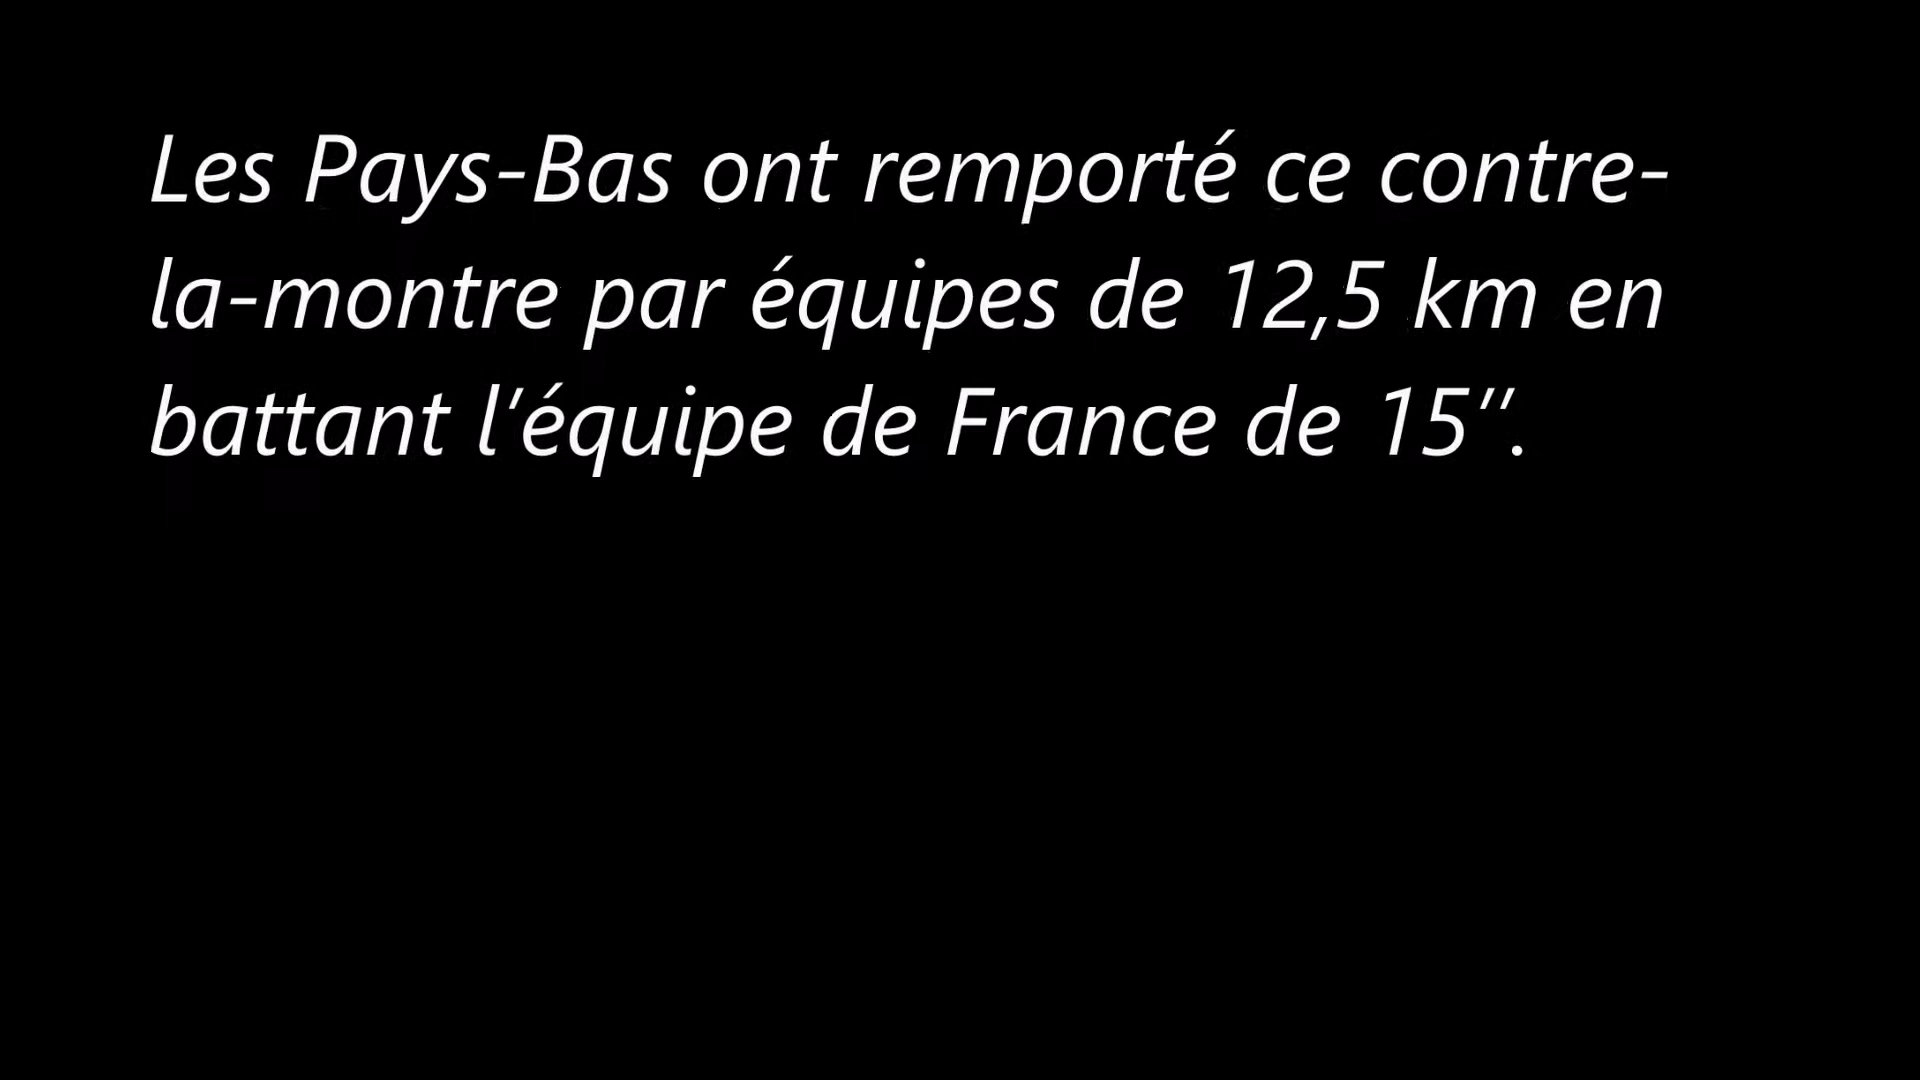 Les Pays-Bas ont remporté ce contre-
la-montre par équipes de 12,5 km en
battant l’équipe de France de 15’’.